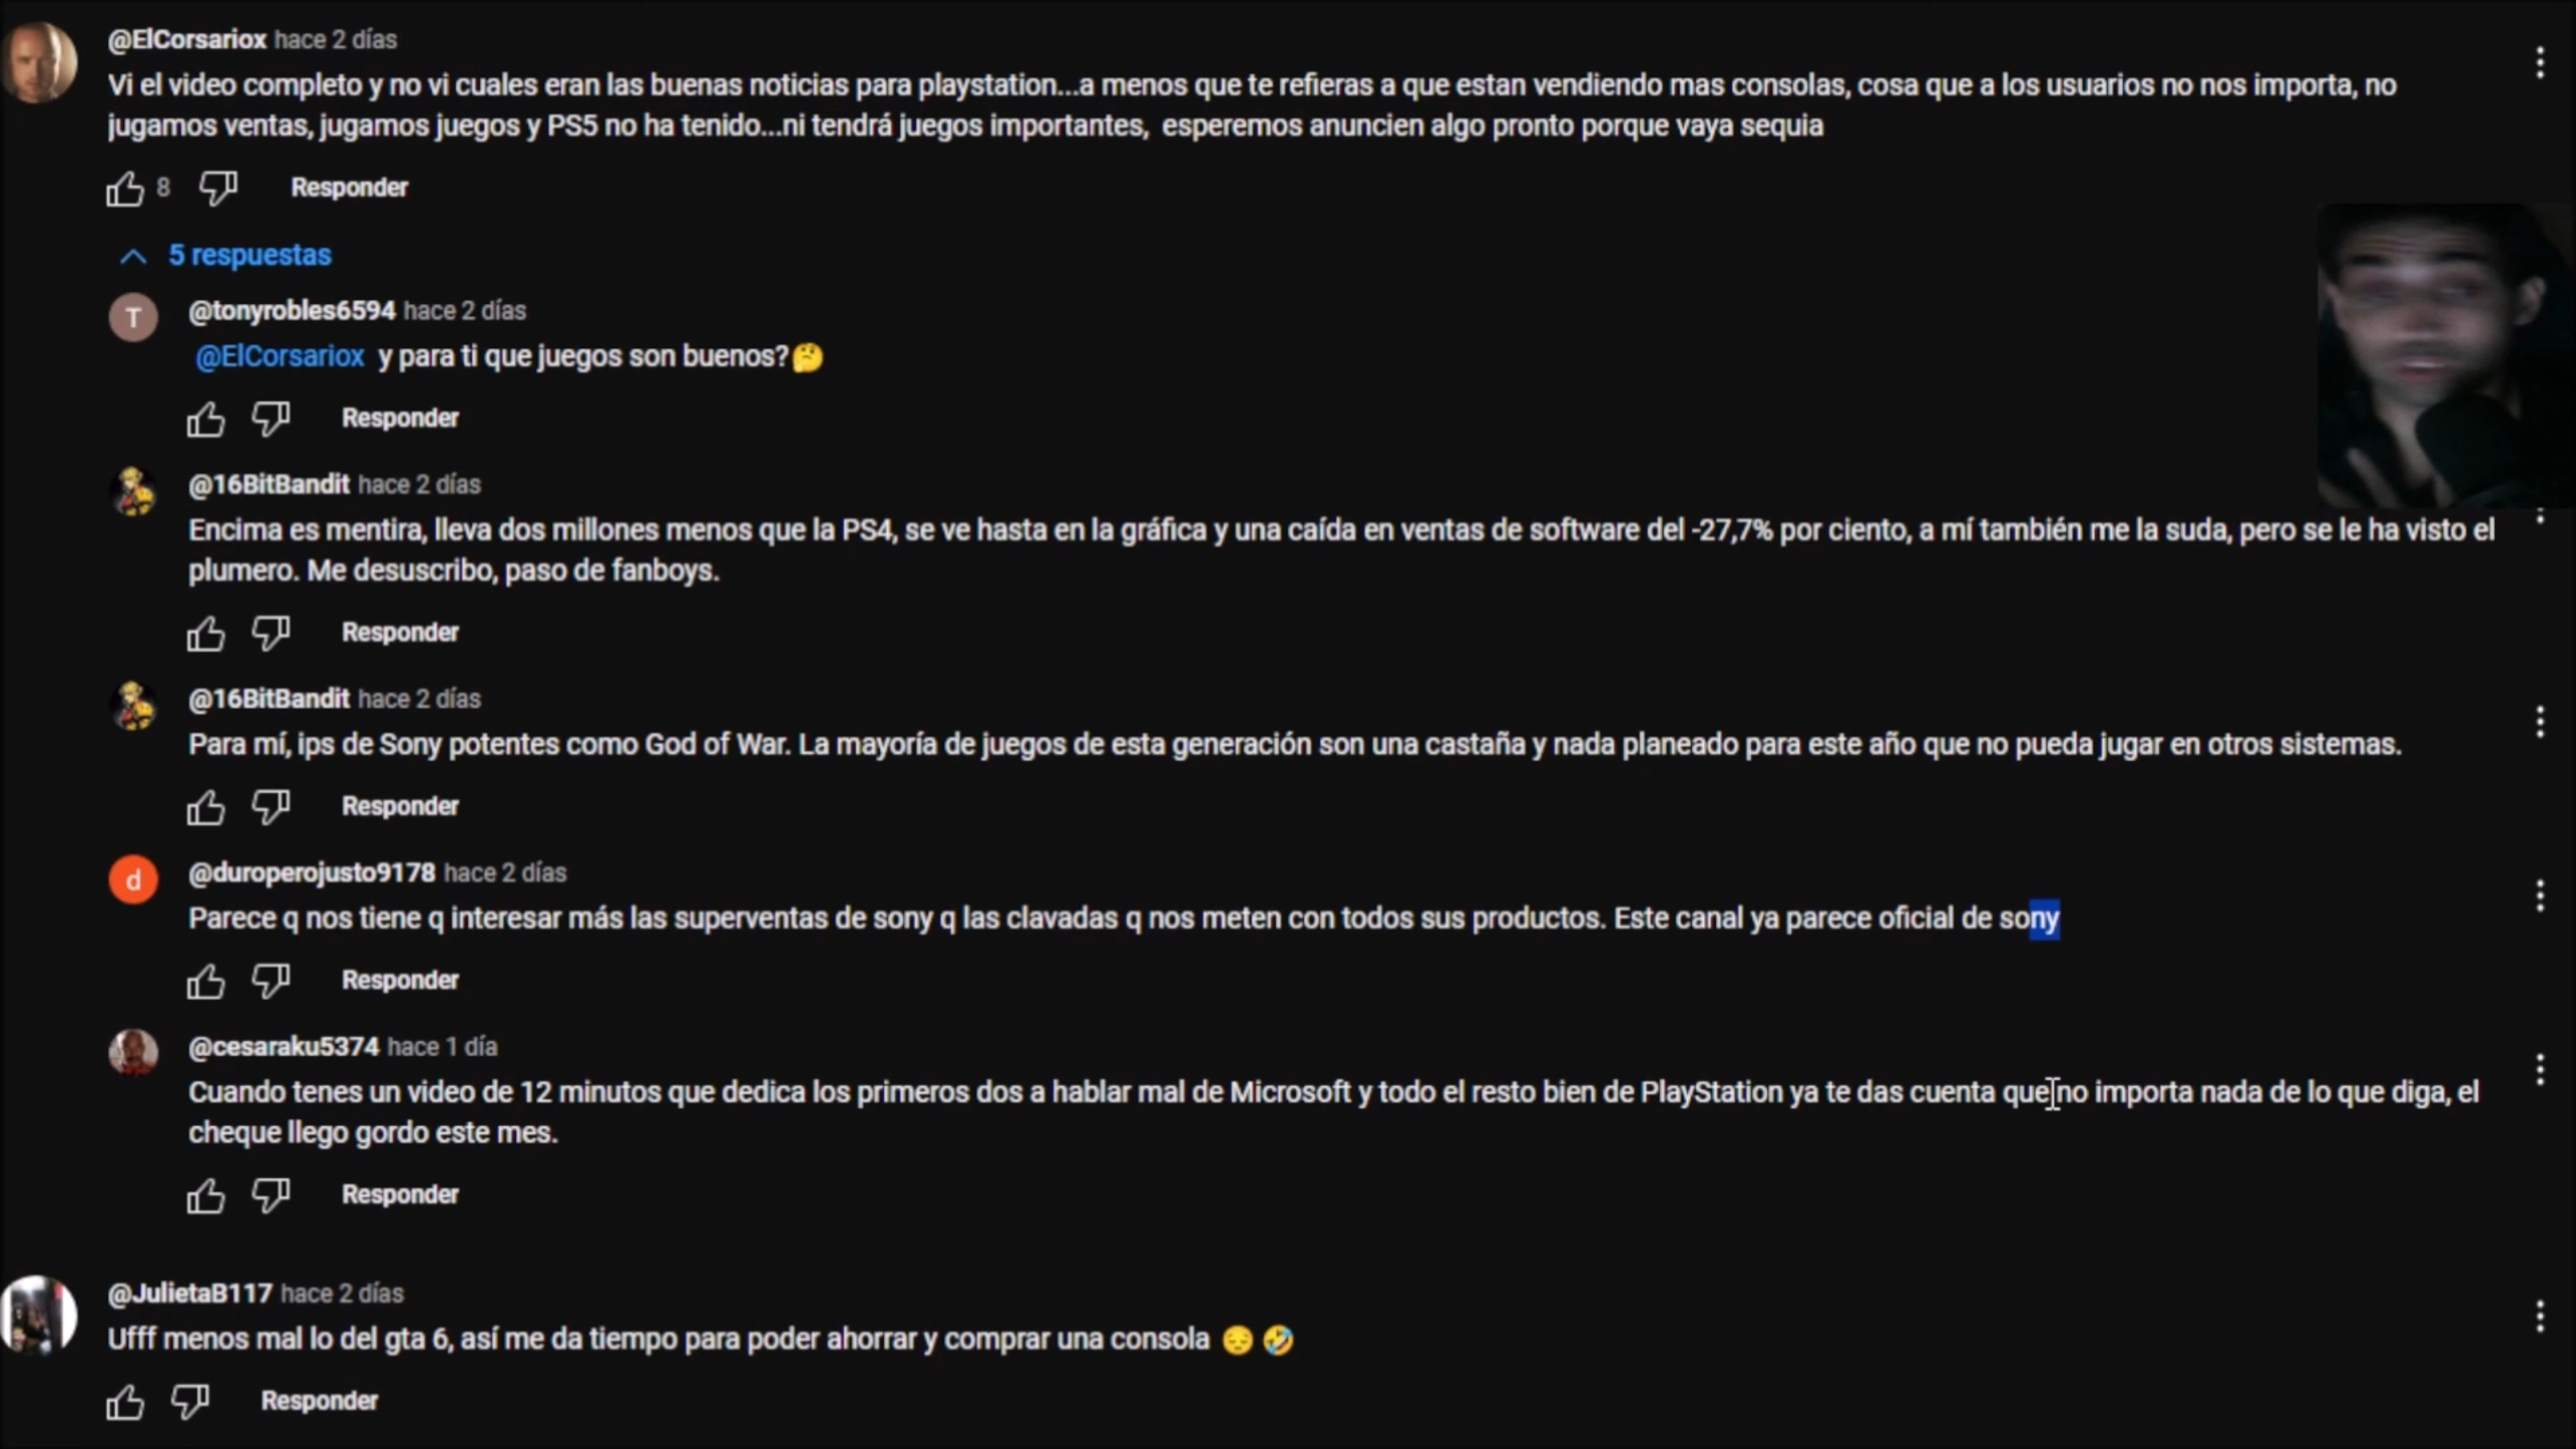 @ElCorsariox hace 2 días
Vi el video completo y no vi cuales eran las buenas noticias para playstation...a menos que te refieras a que estan vendiendo mas consolas, cosa que a los usuarios no nos importa, no
jugamos ventas, jugamos juegos y PS5 no ha tenido...ni tendrá juegos importantes, esperemos anuncien algo pronto porque vaya sequia
8 Responder
5 respuestas
T
@tonyrobles6594 hace 2 días
@ElCorsariox y para ti que juegos son buenos?🤔
Responder
@16BitBandit hace 2 días
Encima es mentira, lleva dos millones menos que la PS4, se ve hasta en la gráfica y una caída en ventas de software del -27,7% por ciento, a mí también me la suda, pero se le ha visto el
plumero. Me desuscribo, paso de fanboys.
Responder
@16BitBandit hace 2 días
Para mí, ips de Sony potentes como God of War. La mayoría de juegos de esta generación son una castaña y nada planeado para este año que no pueda jugar en otros sistemas.
Responder
d
@duroperojusto9178 hace 2 días
Parece q nos tiene q interesar más las superventas de sony q las clavadas q nos meten con todos sus productos. Este canal ya parece oficial de sony
Responder
@cesaraku5374 hace 1 día
Cuando tenes un video de 12 minutos que dedica los primeros dos a hablar mal de Microsoft y todo el resto bien de PlayStation ya te das cuenta que no importa nada de lo que diga, el
cheque llego gordo este mes.
Responder
@JulietaB117 hace 2 días
Ufff menos mal lo del gta 6, así me da tiempo para poder ahorrar y comprar una consola 😔 🤣
Responder